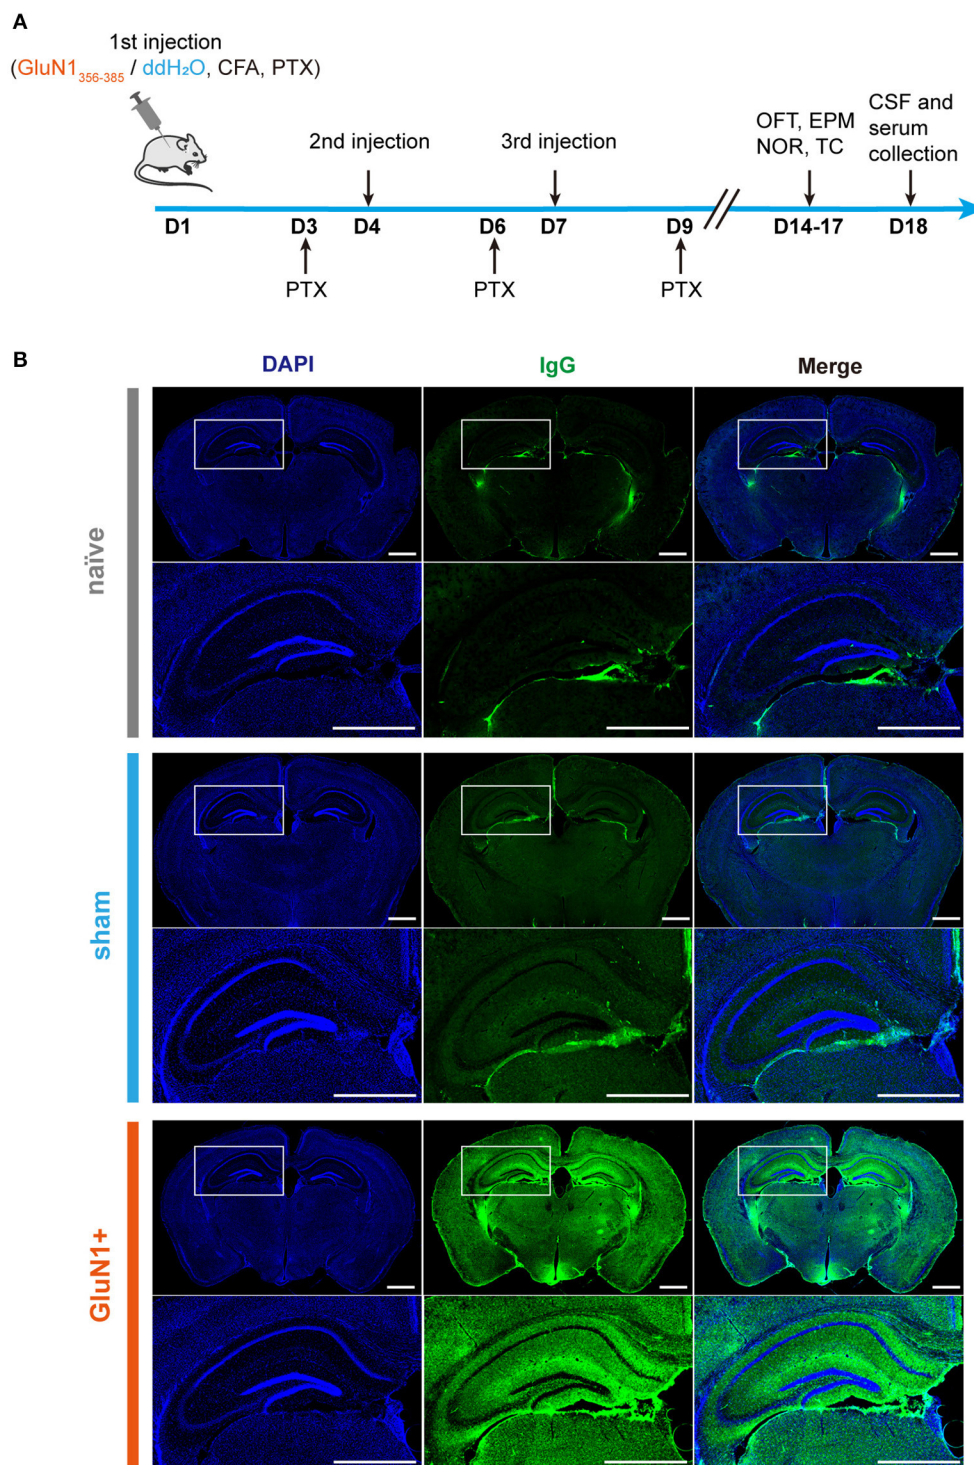 A
1st injection
(GluN1356-385 / ddH₂O, CFA, PTX)
2nd injection
3rd injection
OFT, EPM
NOR, TC
CSF and
serum
collection
D1 D3 D4 D6 D7 D9 D14-17 D18
PTX PTX PTX
B
DAPI IgG Merge
naïve
sham
GluN1+